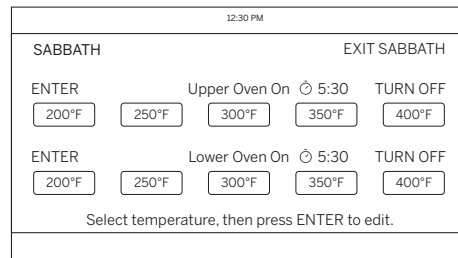 12:30 PM
SABBATH EXIT SABBATH
ENTER Upper Oven On 5:30 TURN OFF
200°F 250°F 300°F 350°F 400°F
ENTER Lower Oven On 5:30 TURN OFF
200°F 250°F 300°F 350°F 400°F
Select temperature, then press ENTER to edit.